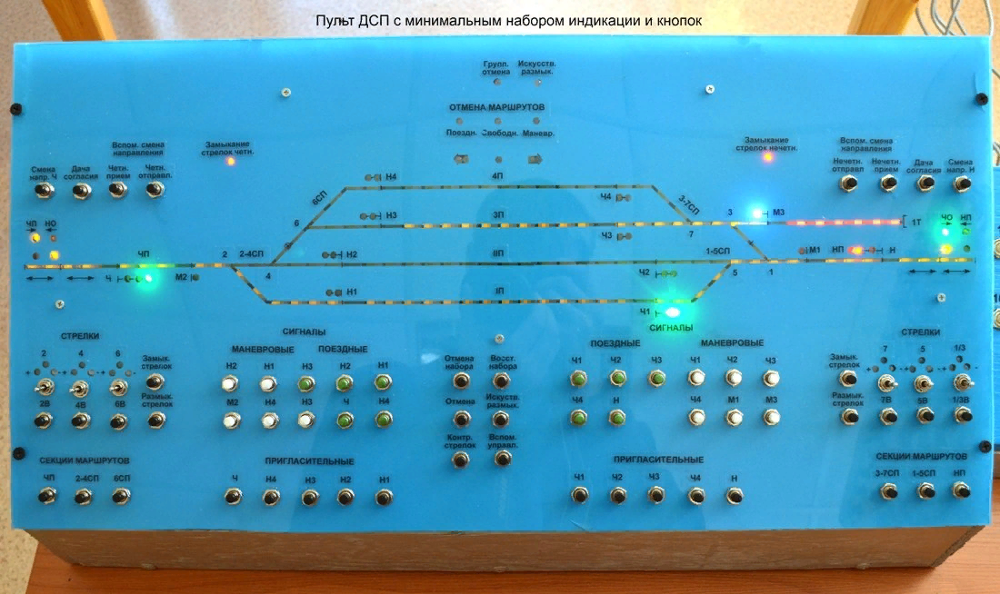 Пульт ДСП с минимальным набором индикации и кнопок
Групп. Искусств.
отмена размык.
ОТМЕНА МАРШРУТОВ
Поездн. Свободн. Маневр.
Вспом. смена
направления
Замыкание
стрелок четн.
Замыкание
стрелок нечетн.
Вспом. смена
направления
Смена
напр. Ч
Дача
согласия
Четн.
прием
Четн.
отправл.
Нечетн.
отправл
Нечетн.
прием
Дача
согласия
Смена
напр. Н
Н4 4П Ч4
6СП 3-7СП
6 Н3 3П Ч3 7 3 М3 1Т
ЧП НО ЧО НП
ЧП 2 2-4СП 4 Н2 IIП 1-5СП М1 НП Н
Ч М2 Ч2 5 1
Н1 IП Ч1
СТРЕЛКИ
2 4 6
- + - + - + -
2В 4В 6В
Замык.
стрелок
Размык.
стрелок
СИГНАЛЫ
МАНЕВРОВЫЕ ПОЕЗДНЫЕ
Н2 Н1 Н3 Н2 Н1
М2 Н4 Н3 Ч Н4
Отмена
набора
Восст.
набора
Отмена
Искуств.
размык.
Контр.
стрелок
Вспом.
управл.
СИГНАЛЫ
ПОЕЗДНЫЕ МАНЕВРОВЫЕ
Ч1 Ч2 Ч3 М1 М2 Ч3
Ч4 Н Ч4 М1 М3
Замык.
стрелок
Размык.
стрелок
СТРЕЛКИ
7 5 1/3
7В 5В 1/3В
СЕКЦИИ МАРШРУТОВ
ЧП 2-4СП 6СП
ПРИГЛАСИТЕЛЬНЫЕ
Ч Н4 Н3 Н2 Н1
ПРИГЛАСИТЕЛЬНЫЕ
Ч1 Ч2 Ч3 Ч4 Н
СЕКЦИИ МАРШРУТОВ
3-7СП 1-5СП НП